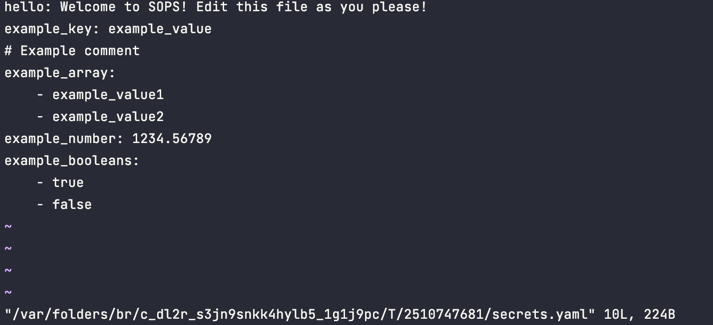 hello: Welcome to SOPS! Edit this file as you please!
example_key: example_value
# Example comment
example_array:
    - example_value1
    - example_value2
example_number: 1234.56789
example_booleans:
    - true
    - false
~
~
~
~
"/var/folders/br/c_dl2r_s3jn9snkk4hylb5_1g1j9pc/T/2510747681/secrets.yaml" 10L, 224B